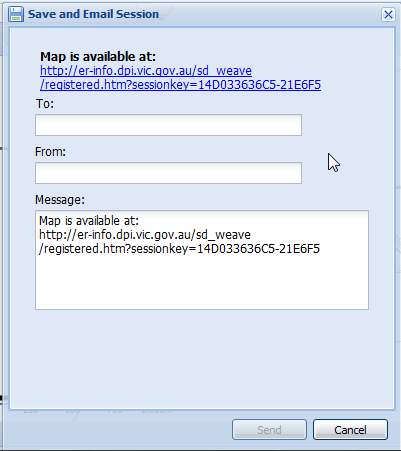 Save and Email Session
Map is available at:
http://er-info.dpi.vic.gov.au/sd_weave
/registered.htm?sessionkey=14D033636C5-21E6F5
To:
From:
Message:
Map is available at:
http://er-info.dpi.vic.gov.au/sd_weave
/registered.htm?sessionkey=14D033636C5-21E6F5
Send
Cancel